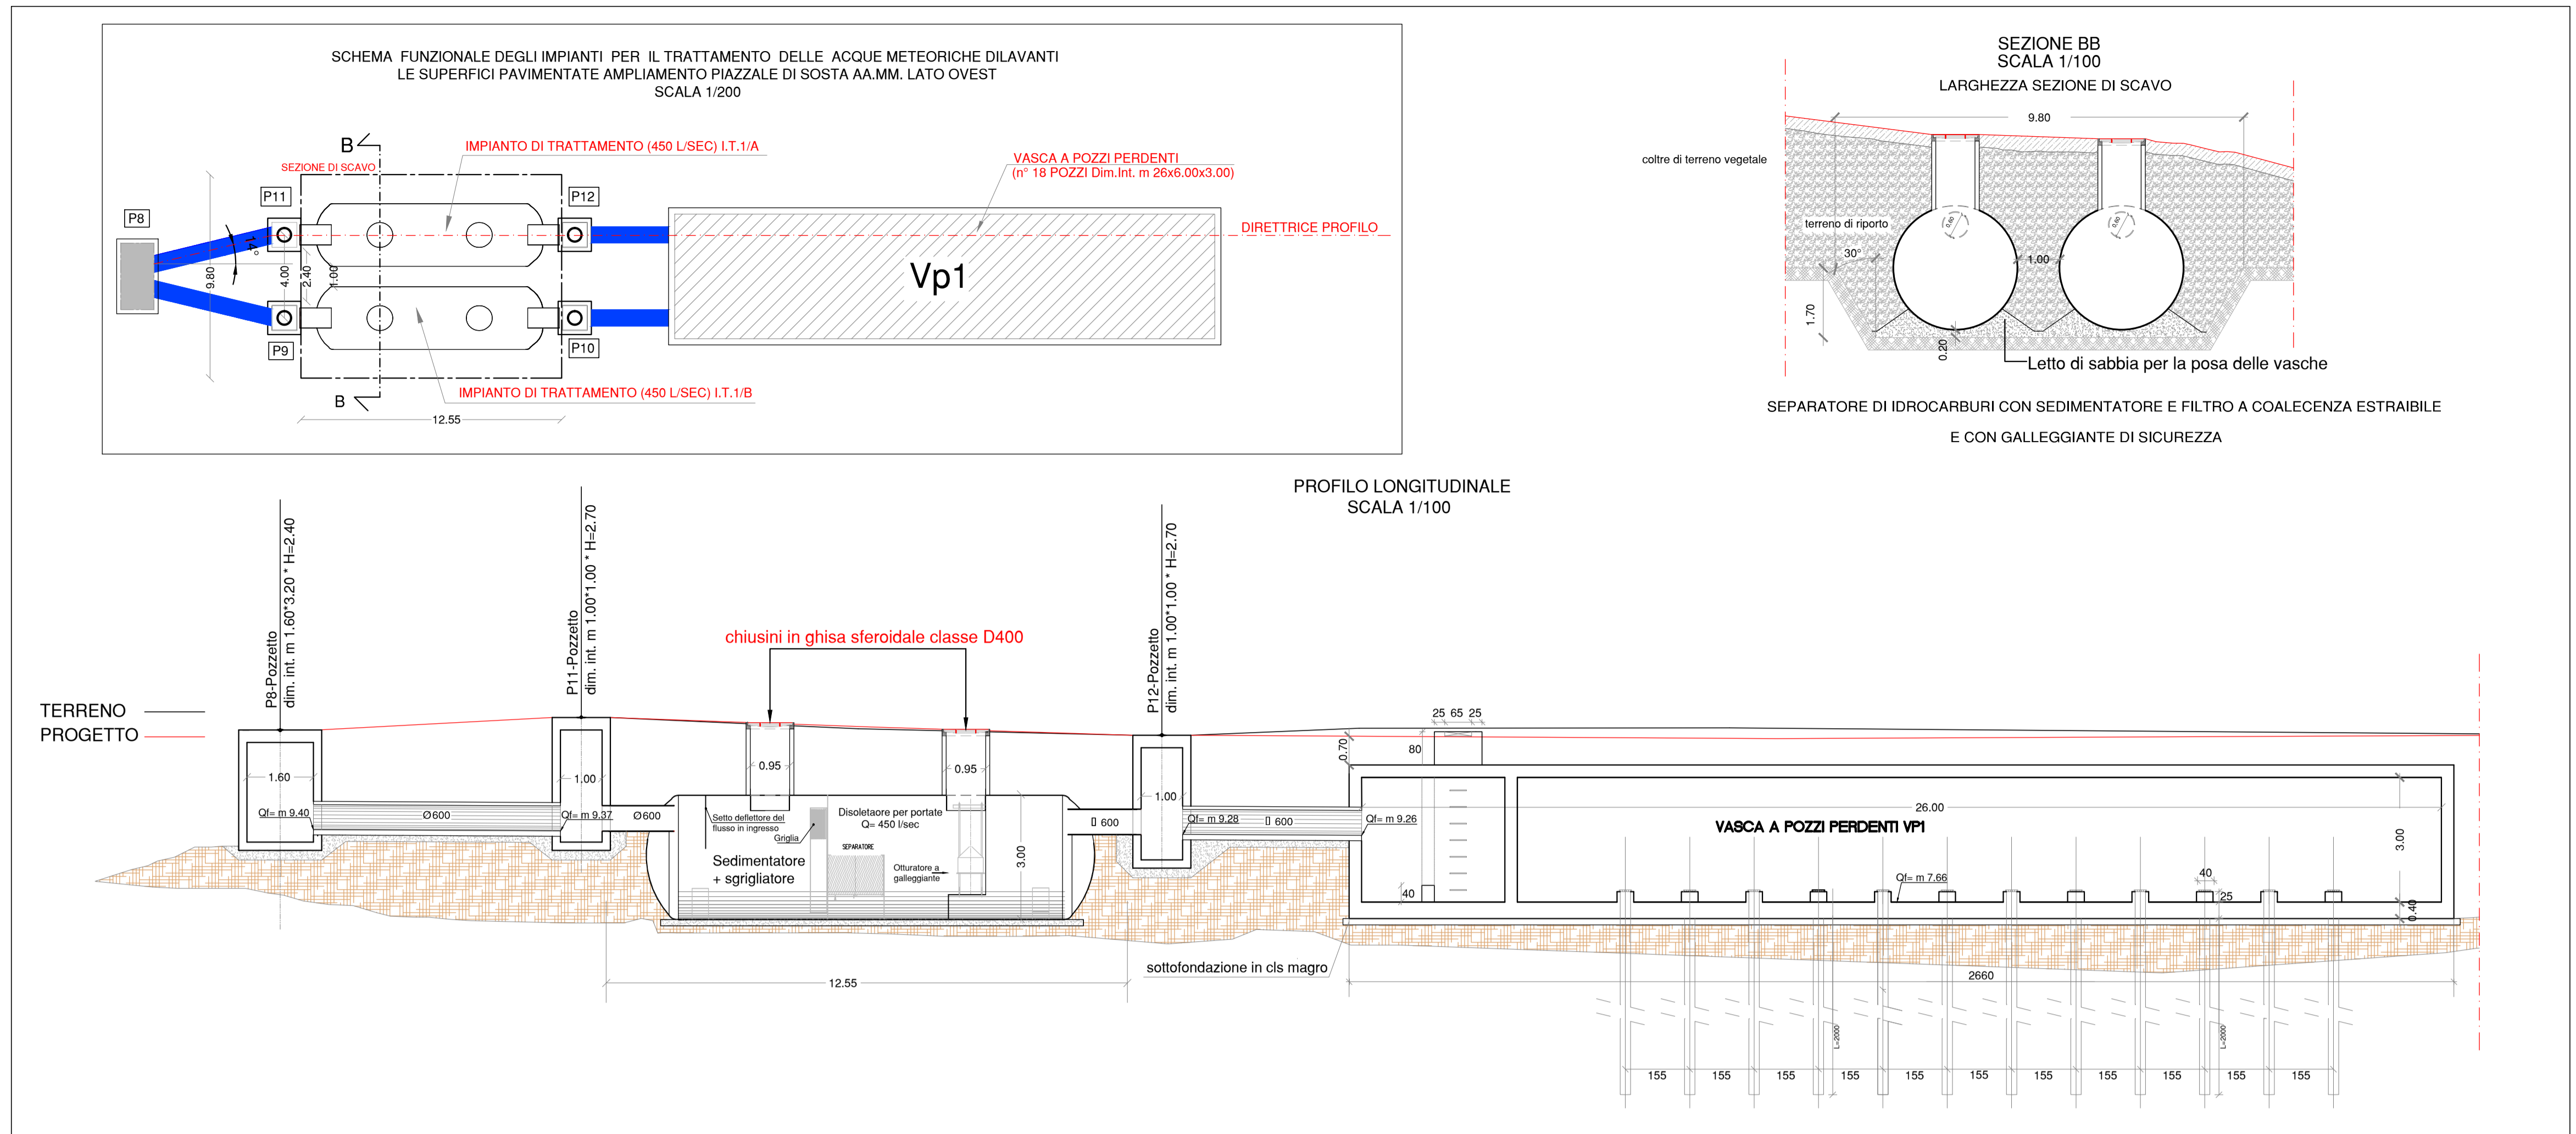 SCHEMA FUNZIONALE DEGLI IMPIANTI PER IL TRATTAMENTO DELLE ACQUE METEORICHE DILAVANTI
LE SUPERFICI PAVIMENTATE AMPLIAMENTO PIAZZALE DI SOSTA AA.MM. LATO OVEST
SCALA 1/200
B
IMPIANTO DI TRATTAMENTO (450 L/SEC) I.T.1/A
SEZIONE DI SCAVO
VASCA A POZZI PERDENTI
(n° 18 POZZI Dim.Int. m 26x6.00x3.00)
P11
P12
P8
DIRETTRICE PROFILO
14°
9.80
4.00
2.40
1.00
Vp1
P9
P10
IMPIANTO DI TRATTAMENTO (450 L/SEC) I.T.1/B
B
12.55
SEZIONE BB
SCALA 1/100
LARGHEZZA SEZIONE DI SCAVO
9.80
coltre di terreno vegetale
terreno di riporto
0.60
0.60
30°
1.00
1.70
0.20
Letto di sabbia per la posa delle vasche
SEPARATORE DI IDROCARBURI CON SEDIMENTATORE E FILTRO A COALECENZA ESTRAIBILE
E CON GALLEGGIANTE DI SICUREZZA
PROFILO LONGITUDINALE
SCALA 1/100
P8-Pozzetto
dim. int. m 1.60*3.20 * H=2.40
P11-Pozzetto
dim. int. m 1.00*1.00 * H=2.70
P12-Pozzetto
dim. int. m 1.00*1.00 * H=2.70
chiusini in ghisa sferoidale classe D400
TERRENO
PROGETTO
25 65 25
0.70
80
1.60
1.00
0.95
0.95
1.00
Qf= m 9.40
Ø600
Qf= m 9.37
Ø600
Setto deflettore del
flusso in ingresso
Griglia
Disoletaore per portate
Q= 450 l/sec
SEPARATORE
Sedimentatore
+ sgrigliatore
Otturatore a
galleggiante
3.00
▯ 600
Qf= m 9.28
▯ 600
Qf= m 9.26
26.00
VASCA A POZZI PERDENTI VP1
3.00
40
Qf= m 7.66
40
25
0.40
sottofondazione in cls magro
12.55
2660
L=2000
L=2000
155 155 155 155 155 155 155 155 155 155 155